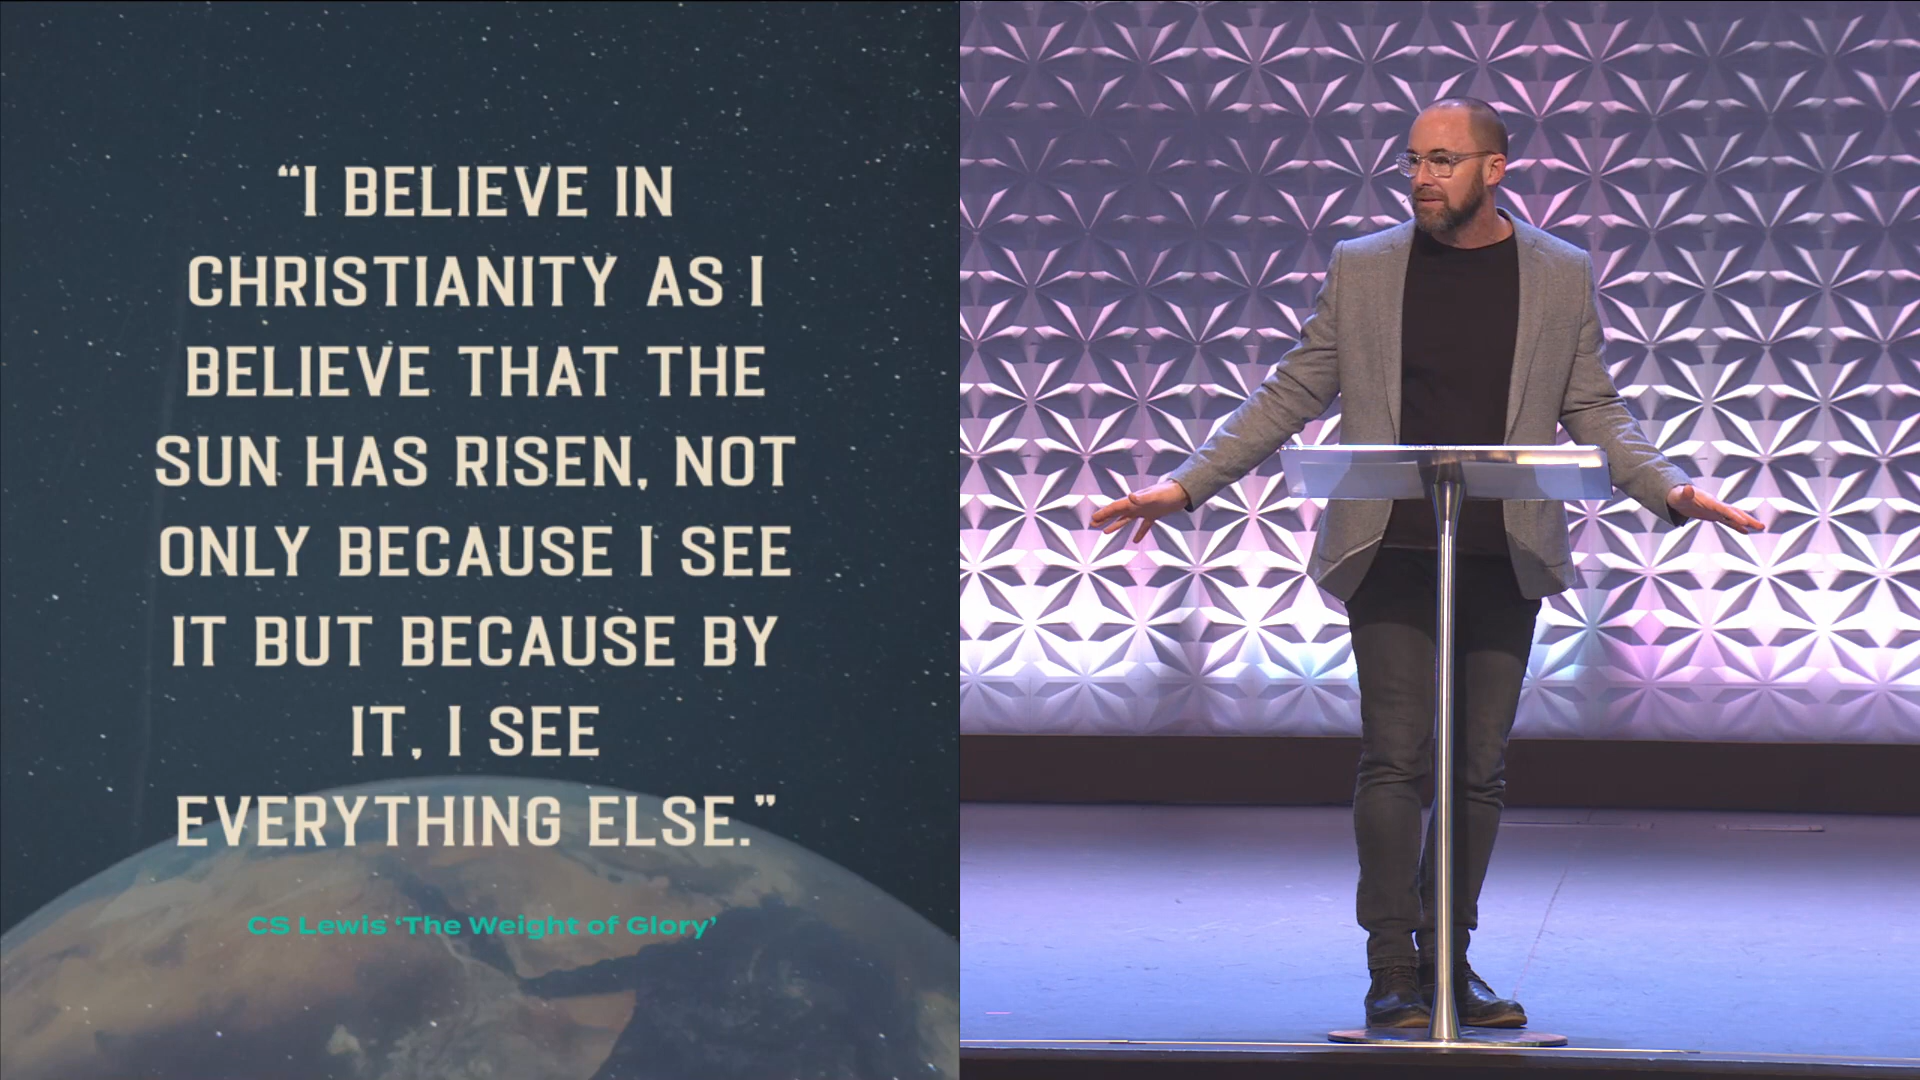 “I BELIEVE IN
CHRISTIANITY AS I
BELIEVE THAT THE
SUN HAS RISEN, NOT
ONLY BECAUSE I SEE
IT BUT BECAUSE BY
IT, I SEE
EVERYTHING ELSE.”
CS Lewis ‘The Weight of Glory’